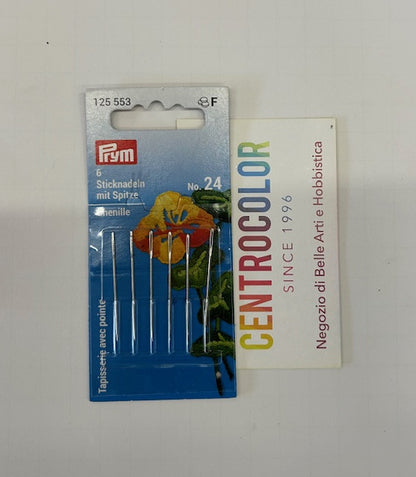 125 553
F
Prym
6
Sticknadeln
mit Spitze
Chenille
No. 24
Tapisserie avec pointe
CENTROCOLOR
SINCE 1996
Negozio di Belle Arti e Hobbistica